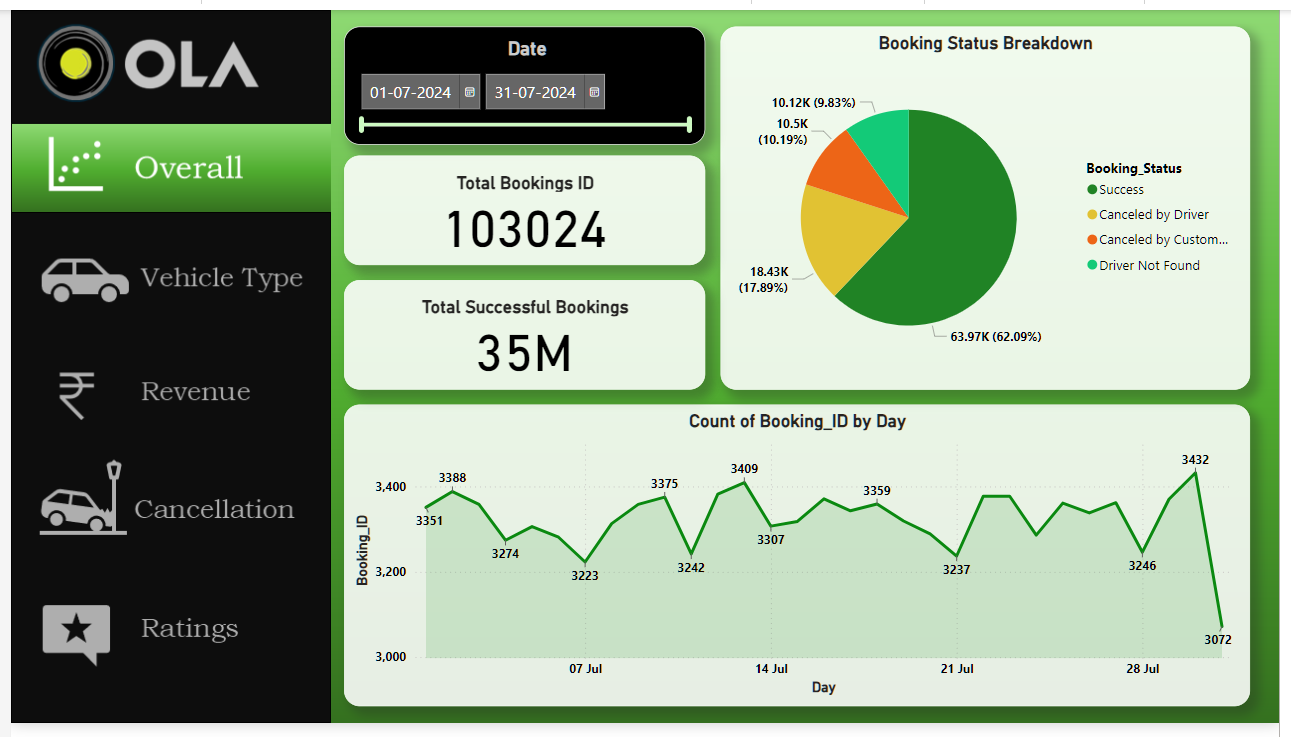 OLA
Overall
Vehicle Type
Revenue
Cancellation
Ratings
Date
01-07-2024
31-07-2024
Total Bookings ID
103024
Total Successful Bookings
35M
Booking Status Breakdown
10.12K (9.83%)
10.5K
(10.19%)
18.43K
(17.89%)
63.97K (62.09%)
Booking_Status
Success
Canceled by Driver
Canceled by Custom...
Driver Not Found
Count of Booking_ID by Day
Booking_ID
3,400
3,200
3,000
3351
3388
3274
3223
3375
3242
3409
3307
3359
3237
3246
3432
3072
07 Jul
14 Jul
21 Jul
28 Jul
Day